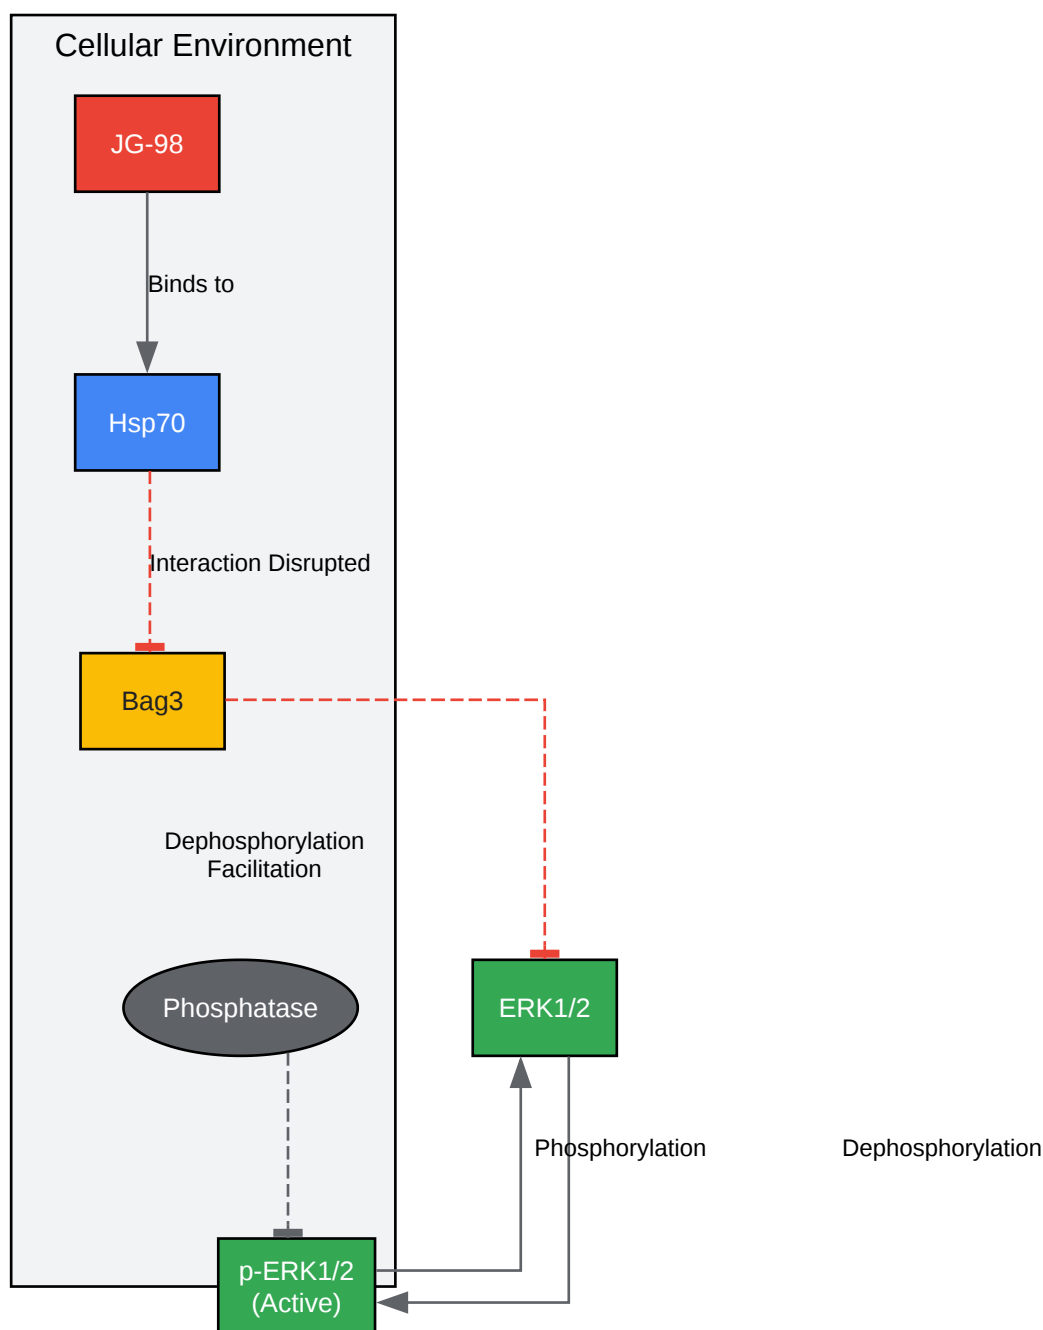 Cellular Environment
JG-98
Binds to
Hsp70
Interaction Disrupted
Bag3
Dephosphorylation
Facilitation
Phosphatase
ERK1/2
Phosphorylation
Dephosphorylation
p-ERK1/2
(Active)